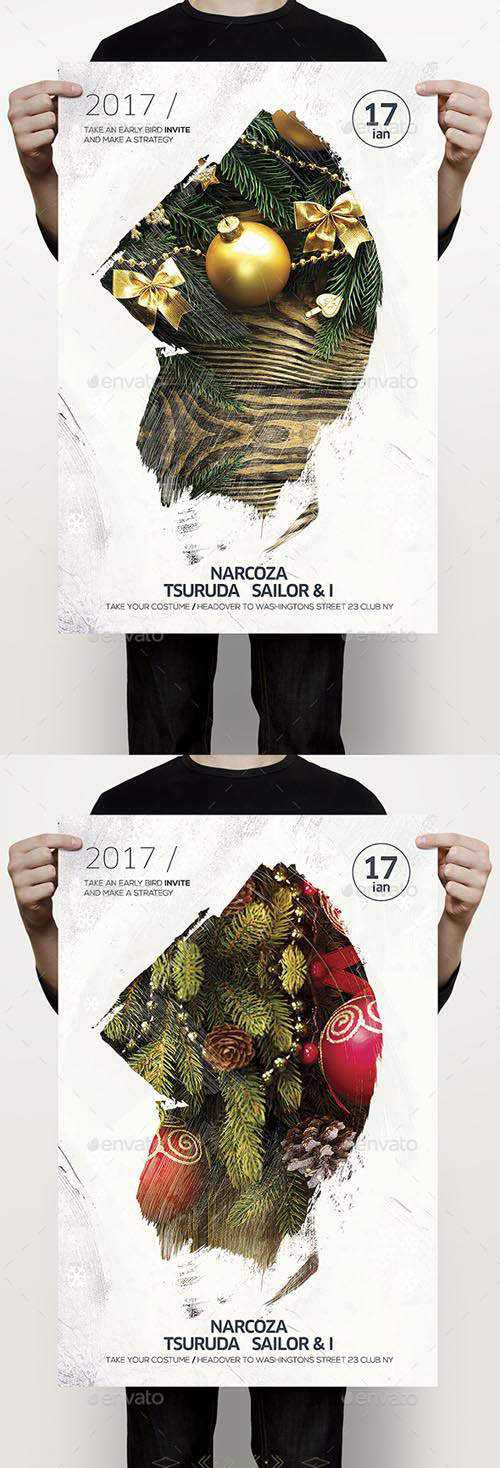 2017 /
TAKE AN EARLY BIRD INVITE
AND MAKE A STRATEGY
17
ian
NARCOZA
TSURUDA SAILOR & I
TAKE YOUR COSTUME / HEADOVER TO WASHINGTONS STREET 23 CLUB NY
envato
envato
envato
envato
2017 /
TAKE AN EARLY BIRD INVITE
AND MAKE A STRATEGY
17
ian
NARCOZA
TSURUDA SAILOR & I
TAKE YOUR COSTUME / HEADOVER TO WASHINGTONS STREET 23 CLUB NY
envato
envato
envato
envato